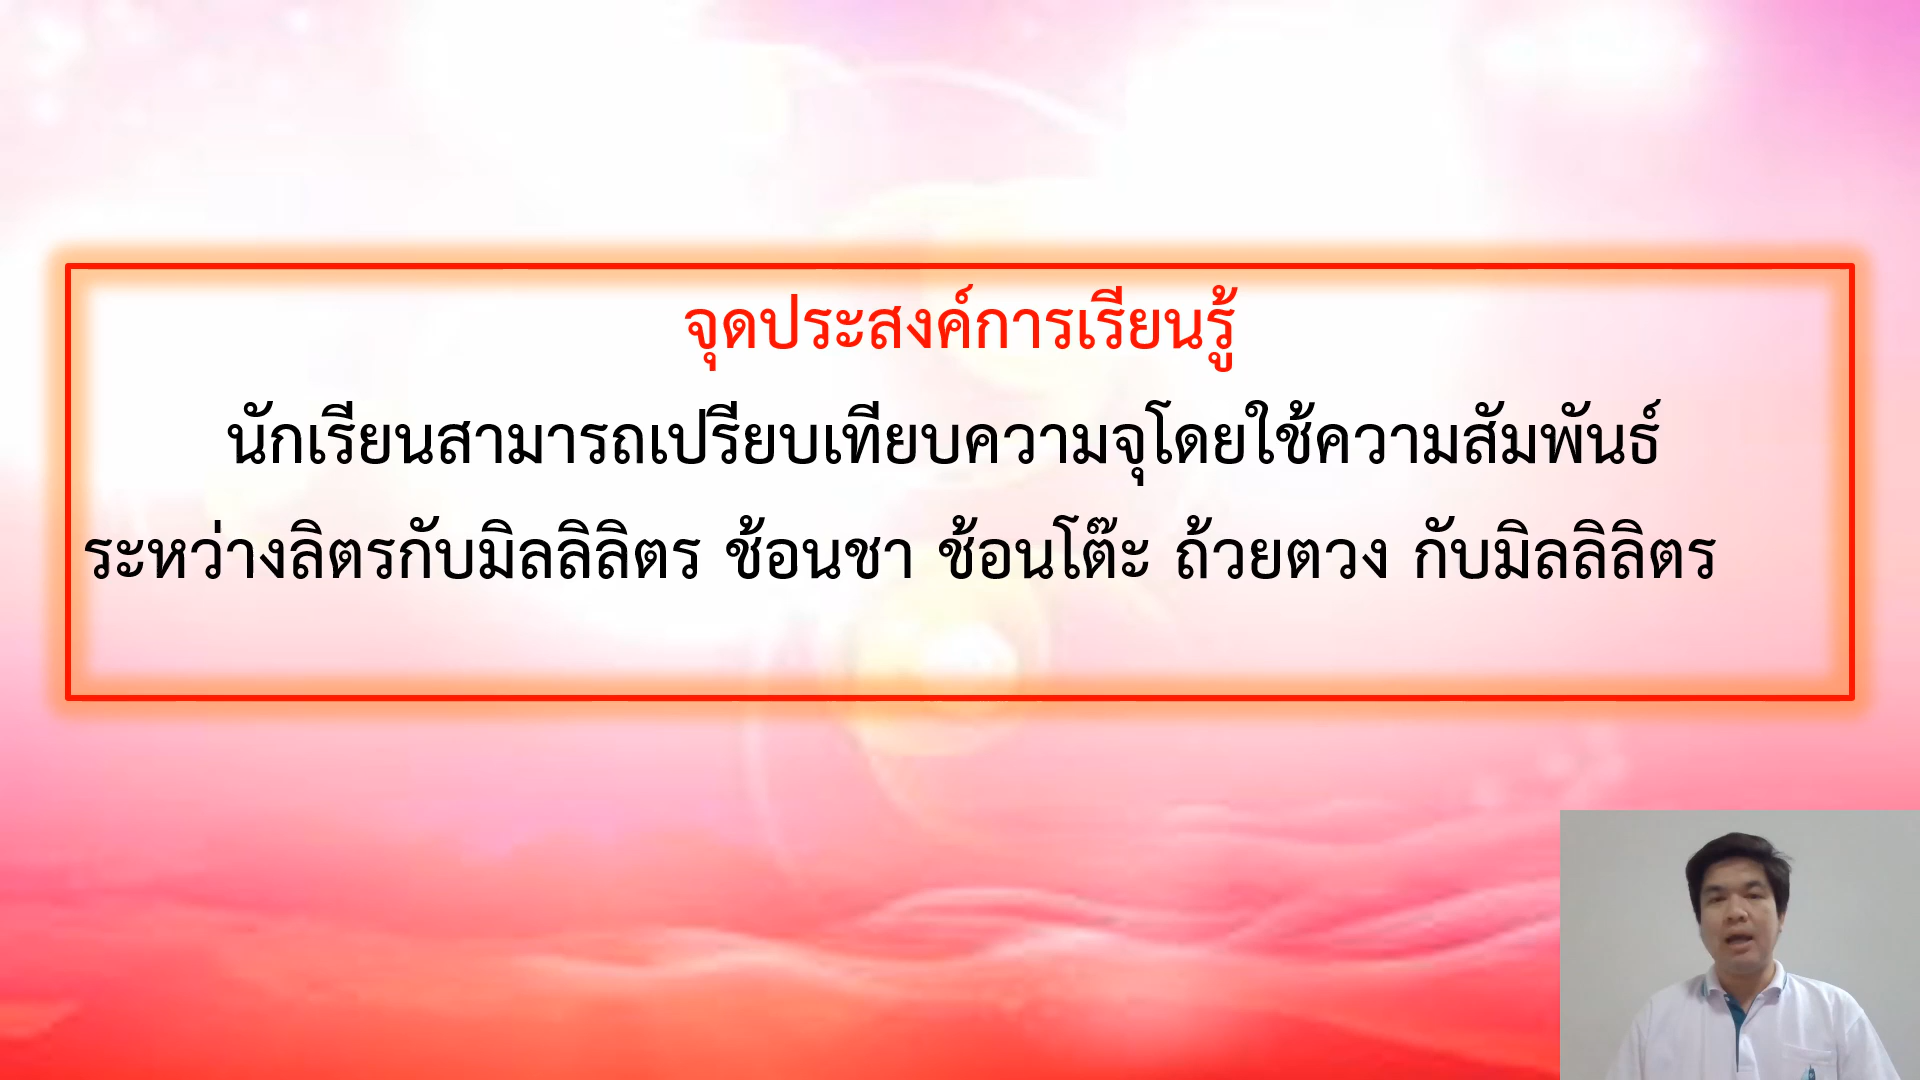 จุดประสงค์การเรียนรู้
นักเรียนสามารถเปรียบเทียบความจุโดยใช้ความสัมพันธ์
ระหว่างลิตรกับมิลลิลิตร ช้อนชา ช้อนโต๊ะ ถ้วยตวง กับมิลลิลิตร